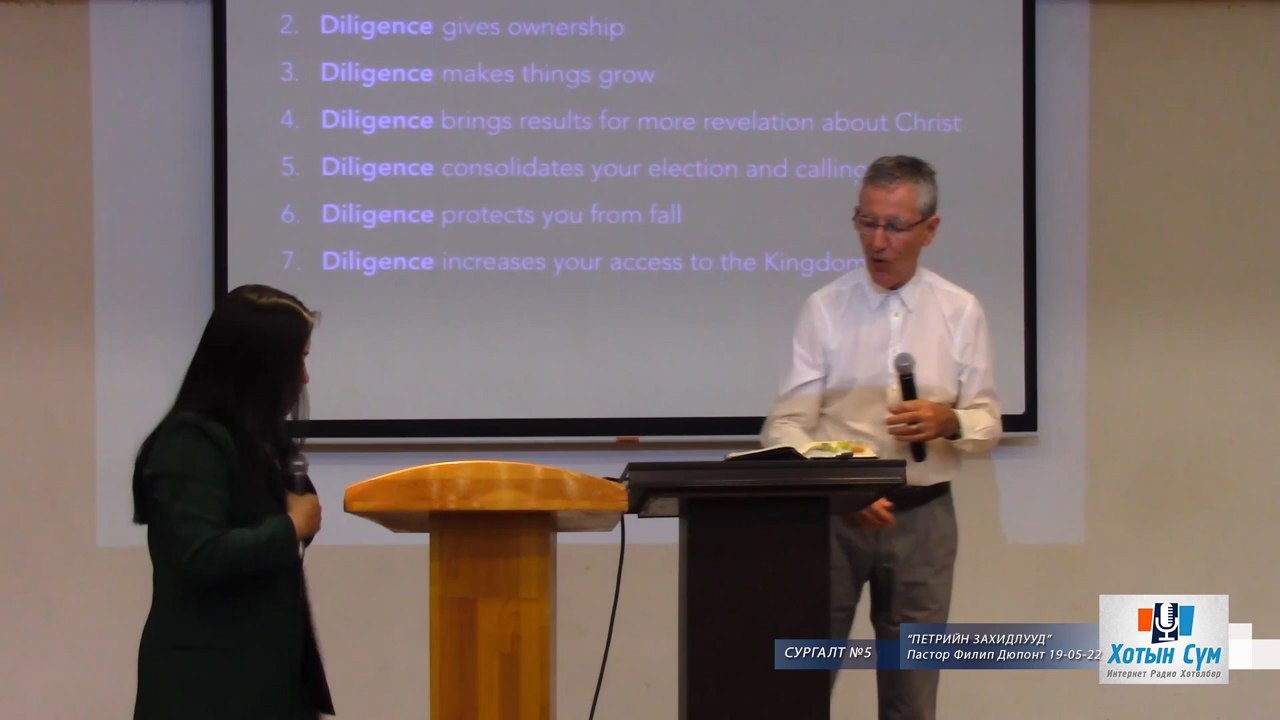 2. Diligence gives ownership
3. Diligence makes things grow
4. Diligence brings results for more revelation about Christ
5. Diligence consolidates your election and calling
6. Diligence protects you from fall
7. Diligence increases your access to the Kingdom
СУРГАЛТ №5
“ПЕТРИЙН ЗАХИДЛУУД”
Пастор Филип Дюпонт 19-05-22
Хотын Сүм
Интернет Радио Хөтөлбөр